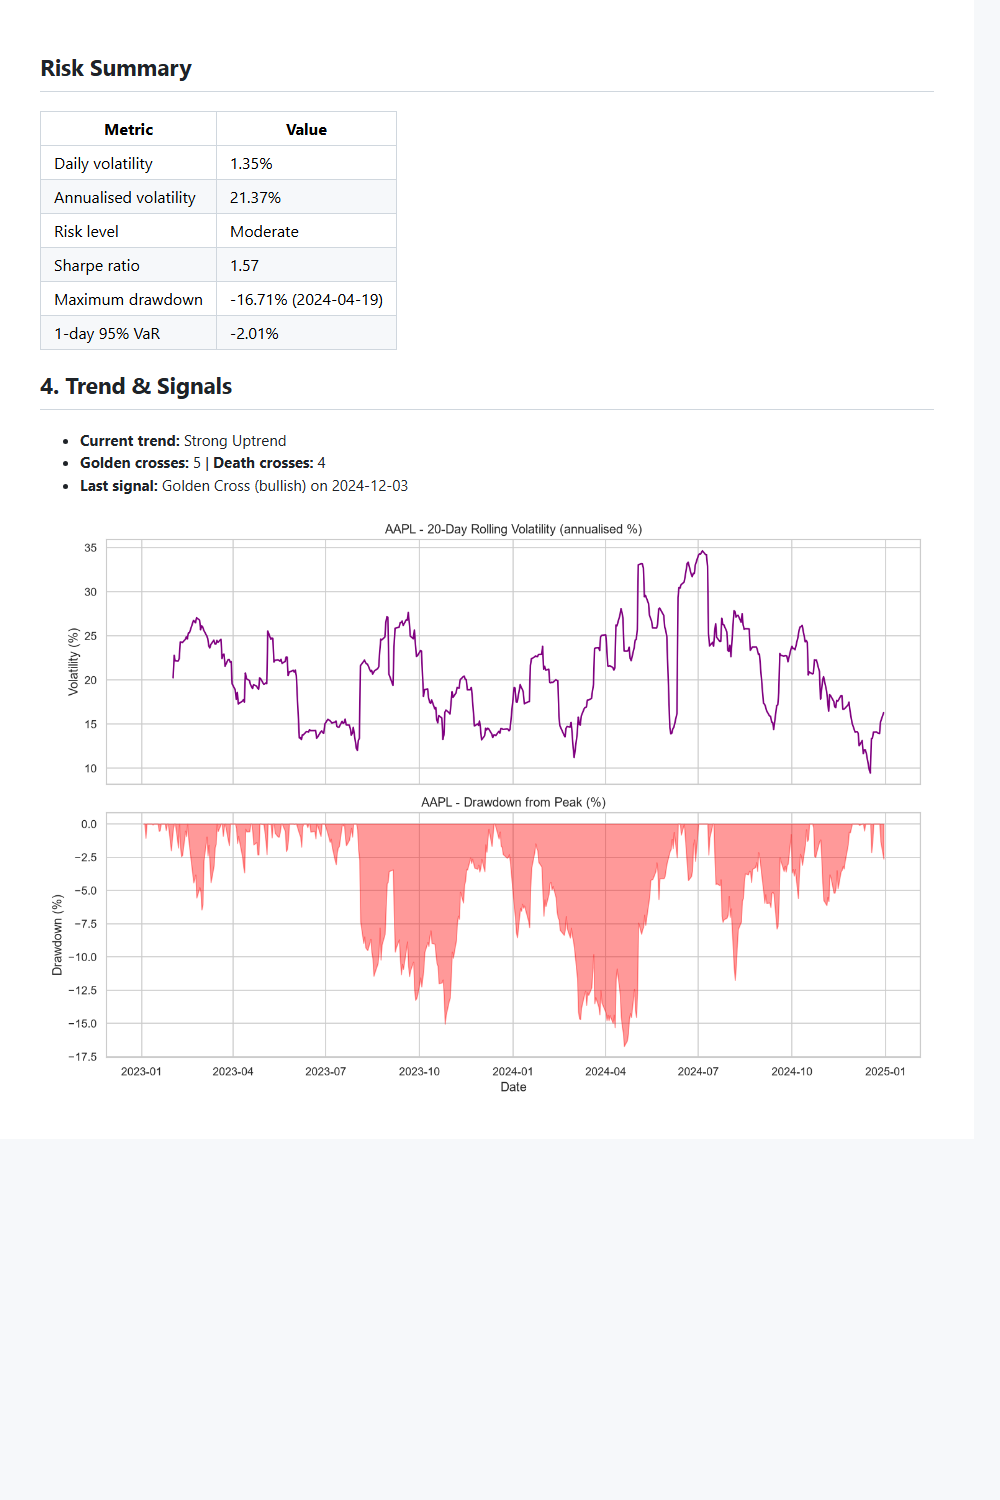 Risk Summary
Metric Value
Daily volatility 1.35%
Annualised volatility 21.37%
Risk level Moderate
Sharpe ratio 1.57
Maximum drawdown -16.71% (2024-04-19)
1-day 95% VaR -2.01%
4. Trend & Signals
• Current trend: Strong Uptrend
• Golden crosses: 5 | Death crosses: 4
• Last signal: Golden Cross (bullish) on 2024-12-03
AAPL - 20-Day Rolling Volatility (annualised %)
Volatility (%)
35
30
25
20
15
10
AAPL - Drawdown from Peak (%)
Drawdown (%)
0.0
−2.5
−5.0
−7.5
−10.0
−12.5
−15.0
−17.5
2023-01 2023-04 2023-07 2023-10 2024-01 2024-04 2024-07 2024-10 2025-01
Date